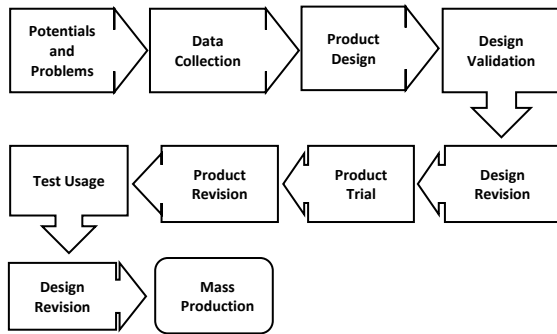 Potentials
and
Problems
Data
Collection
Product
Design
Design
Validation
Design
Revision
Product
Trial
Product
Revision
Test Usage
Design
Revision
Mass
Production